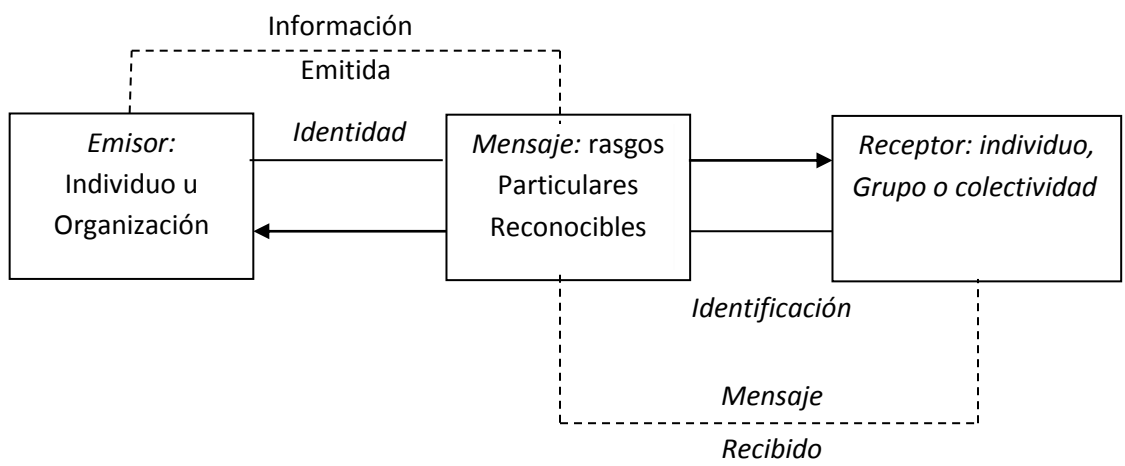 Información
Emitida
Emisor:
Individuo u
Organización
Identidad
Mensaje: rasgos
Particulares
Reconocibles
Receptor: individuo,
Grupo o colectividad
Identificación
Mensaje
Recibido